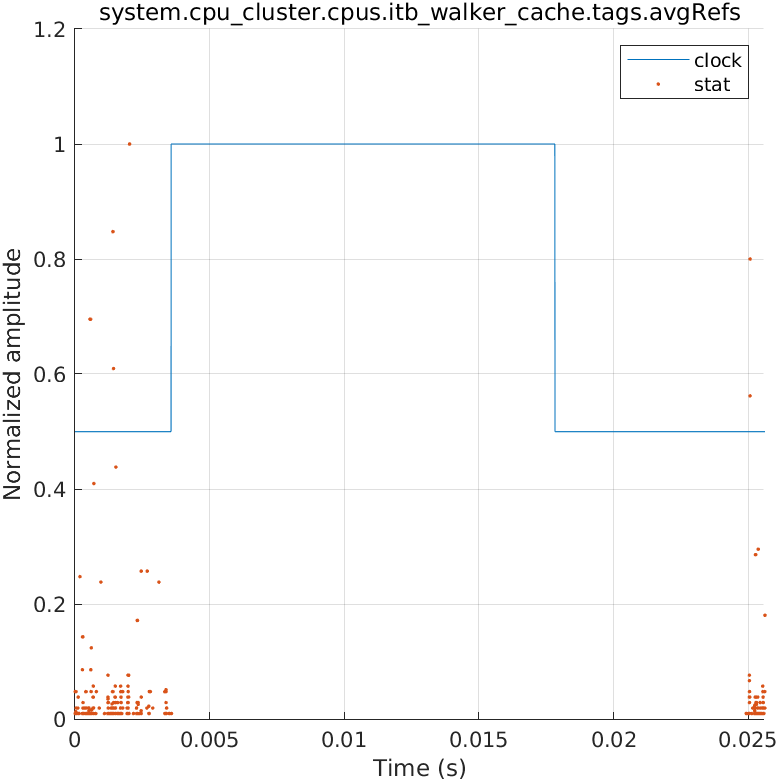 system.cpu_cluster.cpus.itb_walker_cache.tags.avgRefs
1.2
clock
stat
1
0.8
0.6
0.4
0.2
0
Normalized amplitude
0 0.005 0.01 0.015 0.02 0.025
Time (s)